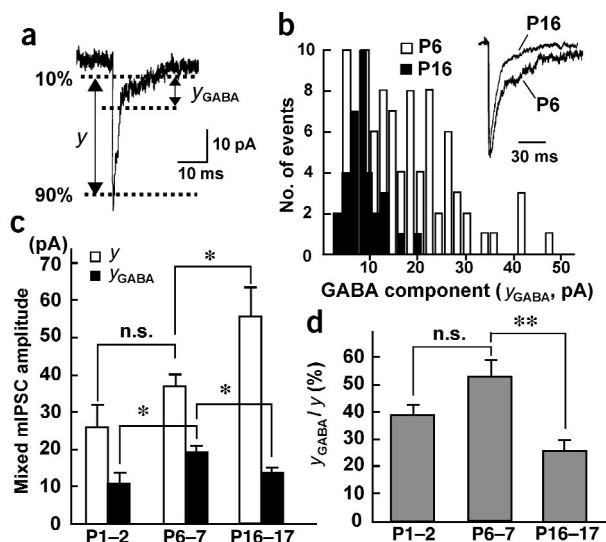 a
10%
90%
y
yGABA
10 pA
10 ms
b
No. of events
10
8
6
4
2
0
P6
P16
P16
P6
30 ms
10 20 30 40 50
GABA component (yGABA, pA)
c
(pA)
Mixed mIPSC amplitude
70
60
50
40
30
20
10
0
y
yGABA
n.s.
*
*
*
P1–2 P6–7 P16–17
d
yGABA / y (%)
60
50
40
30
20
10
0
n.s.
**
P1–2 P6–7 P16–17